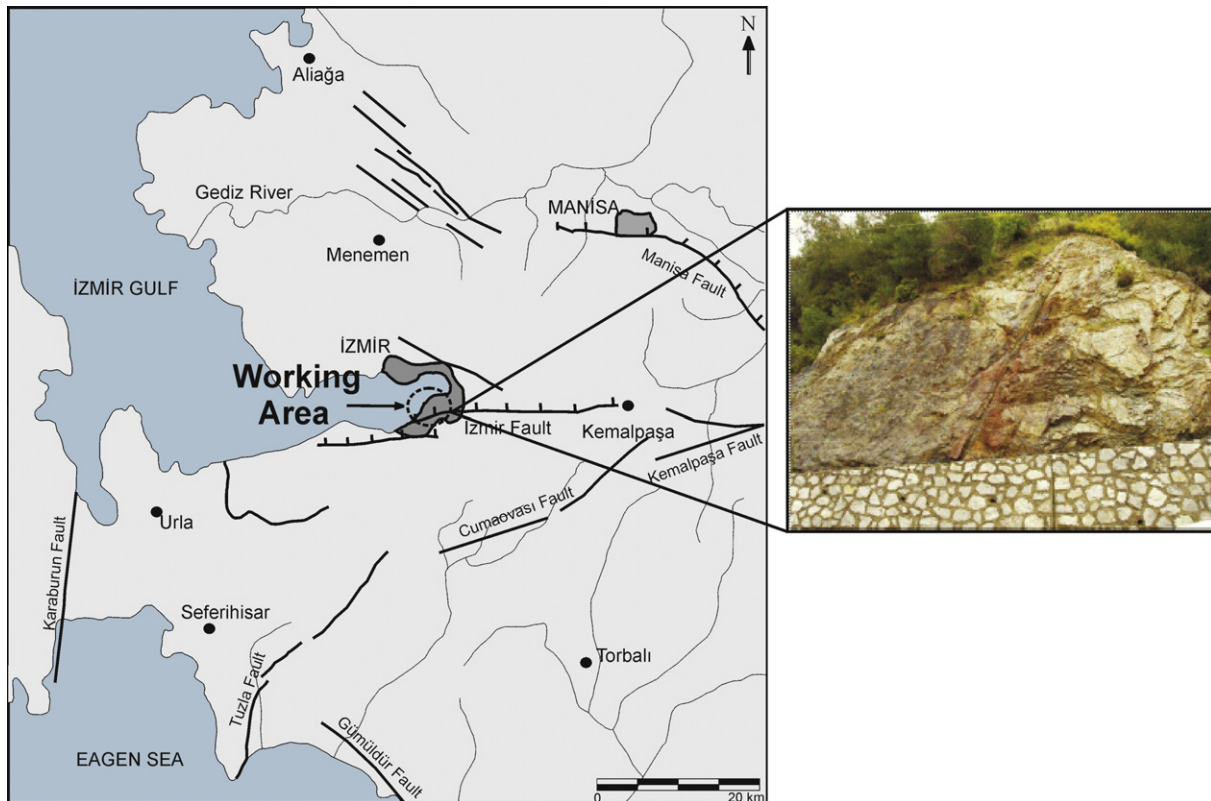 N
Aliağa
Gediz River
MANİSA
Menemen
Manisa Fault
İZMİR GULF
İZMİR
Working
Area
Izmir Fault
Kemalpaşa
Kemalpaşa Fault
Cumaovası Fault
Urla
Karaburun Fault
Seferihisar
Torbalı
Tuzla Fault
Gümüldür Fault
EAGEN SEA
0
20 km